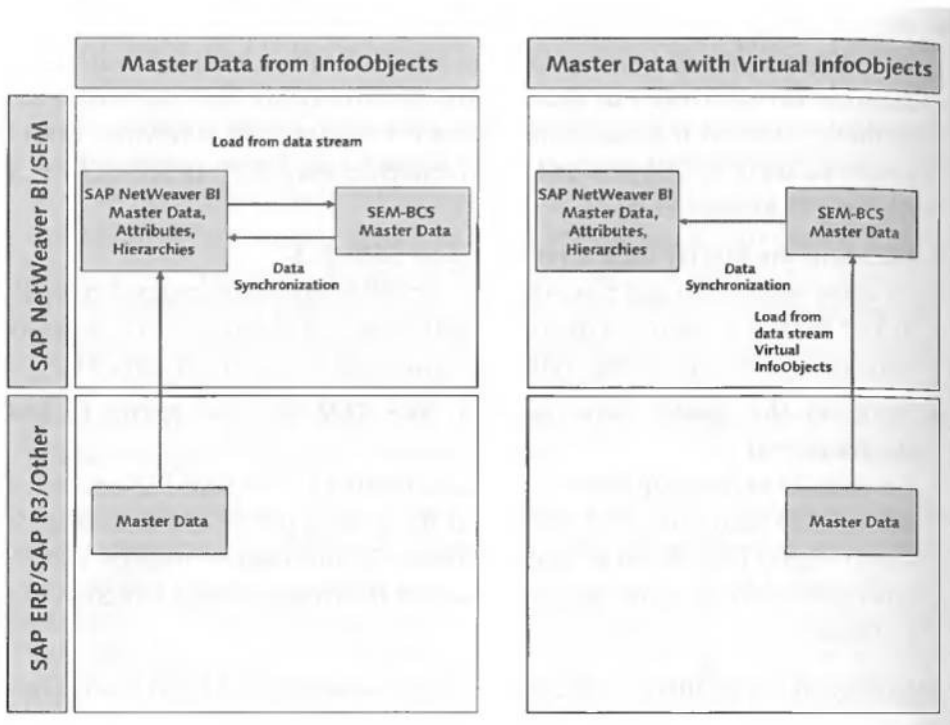 Master Data from InfoObjects
Master Data with Virtual InfoObjects
SAP NetWeaver BI/SEM
Load from data stream
SAP NetWeaver BI
Master Data,
Attributes,
Hierarchies
SEM-BCS
Master Data
Data
Synchronization
SAP NetWeaver BI
Master Data,
Attributes,
Hierarchies
SEM-BCS
Master Data
Data
Synchronization
Load from
data stream
Virtual
InfoObjects
SAP ERP/SAP R3/Other
Master Data
Master Data